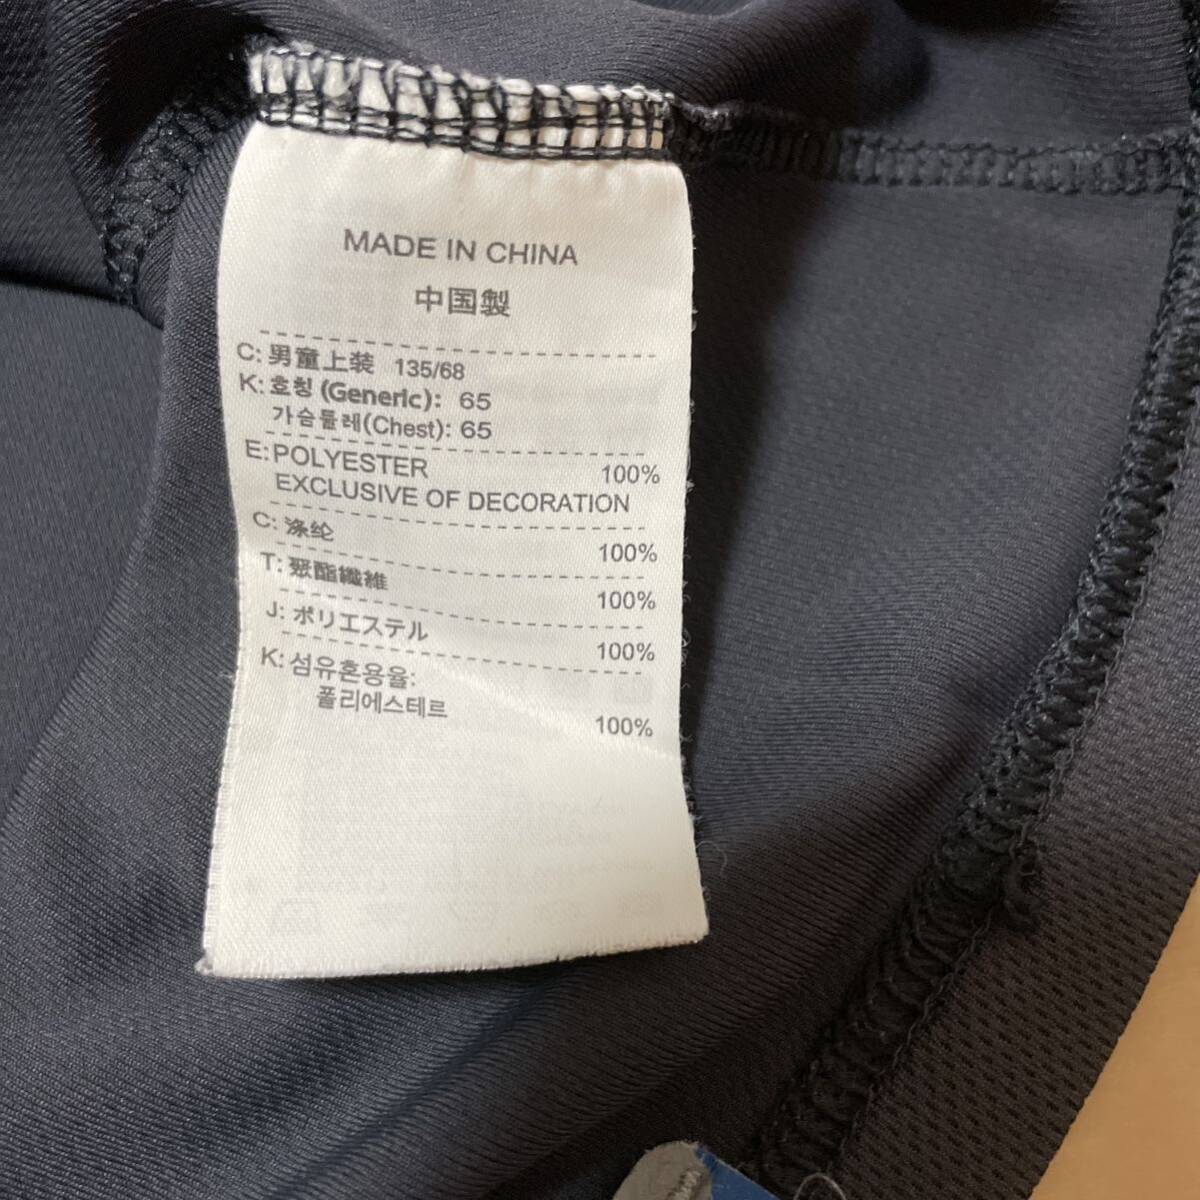 MADE IN CHINA
中国製
C: 男童上装 135/68
K: 호칭 (Generic): 65
가슴둘레(Chest): 65
E: POLYESTER 100%
EXCLUSIVE OF DECORATION
C: 涤纶 100%
T: 聚酯纖維 100%
J: ポリエステル 100%
K: 섬유혼용율:
폴리에스테르 100%